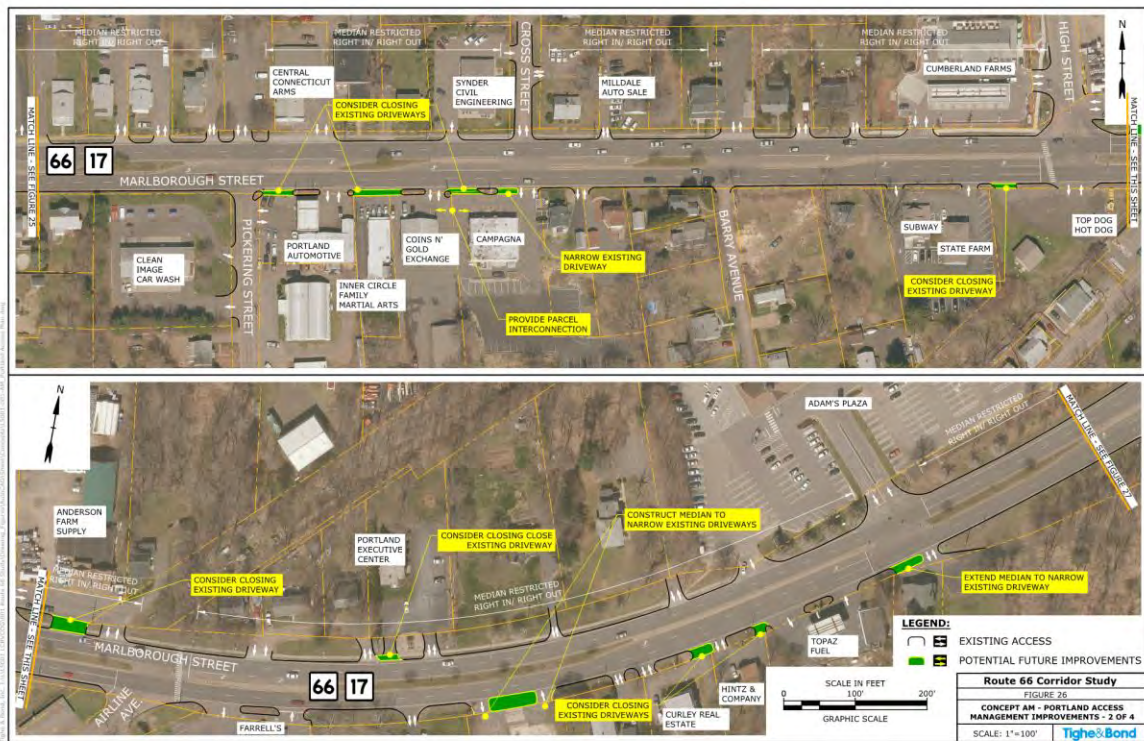 MEDIAN RESTRICTED
RIGHT IN/ RIGHT OUT
MEDIAN RESTRICTED
RIGHT IN/ RIGHT OUT
CROSS STREET
MEDIAN RESTRICTED
RIGHT IN/ RIGHT OUT
MEDIAN RESTRICTED
RIGHT IN/ RIGHT OUT
HIGH STREET
N
CENTRAL
CONNECTICUT
ARMS
CONSIDER CLOSING
EXISTING DRIVEWAYS
SYNDER
CIVIL
ENGINEERING
MILLDALE
AUTO SALE
CUMBERLAND FARMS
MATCH LINE - SEE FIGURE 25
MATCH LINE - SEE THIS SHEET
66 17
MARLBOROUGH STREET
PICKERING STREET
CLEAN
IMAGE
CAR WASH
PORTLAND
AUTOMOTIVE
INNER CIRCLE
FAMILY
MARTIAL ARTS
COINS N'
GOLD
EXCHANGE
CAMPAGNA
NARROW EXISTING
DRIVEWAY
PROVIDE PARCEL
INTERCONNECTION
BARRY AVENUE
SUBWAY
STATE FARM
CONSIDER CLOSING
EXISTING DRIVEWAY
TOP DOG
HOT DOG
N
ADAM'S PLAZA
MEDIAN RESTRICTED
RIGHT IN/ RIGHT OUT
MATCH LINE - SEE FIGURE 27
ANDERSON
FARM
SUPPLY
MEDIAN RESTRICTED
RIGHT IN/ RIGHT OUT
CONSIDER CLOSING
EXISTING DRIVEWAY
PORTLAND
EXECUTIVE
CENTER
CONSIDER CLOSING CLOSE
EXISTING DRIVEWAY
CONSTRUCT MEDIAN TO
NARROW EXISTING DRIVEWAYS
MEDIAN RESTRICTED
RIGHT IN/ RIGHT OUT
MATCH LINE - SEE THIS SHEET
MARLBOROUGH STREET
AIRLINE
AVE.
66 17
FARRELL'S
CONSIDER CLOSING
EXISTING DRIVEWAYS
CURLEY REAL
ESTATE
HINTZ &
COMPANY
TOPAZ
FUEL
EXTEND MEDIAN TO NARROW
EXISTING DRIVEWAY
LEGEND:
EXISTING ACCESS
POTENTIAL FUTURE IMPROVEMENTS
SCALE IN FEET
0 100' 200'
GRAPHIC SCALE
Route 66 Corridor Study
FIGURE 26
CONCEPT AM - PORTLAND ACCESS
MANAGEMENT IMPROVEMENTS - 2 OF 4
SCALE: 1"=100'
Tighe&Bond